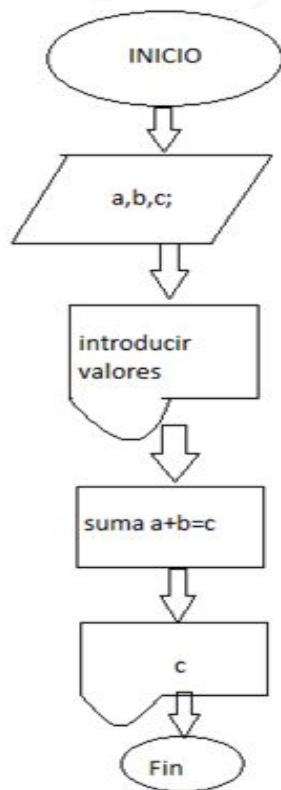 INICIO
a,b,c;
introducir
valores
suma a+b=c
c
Fin